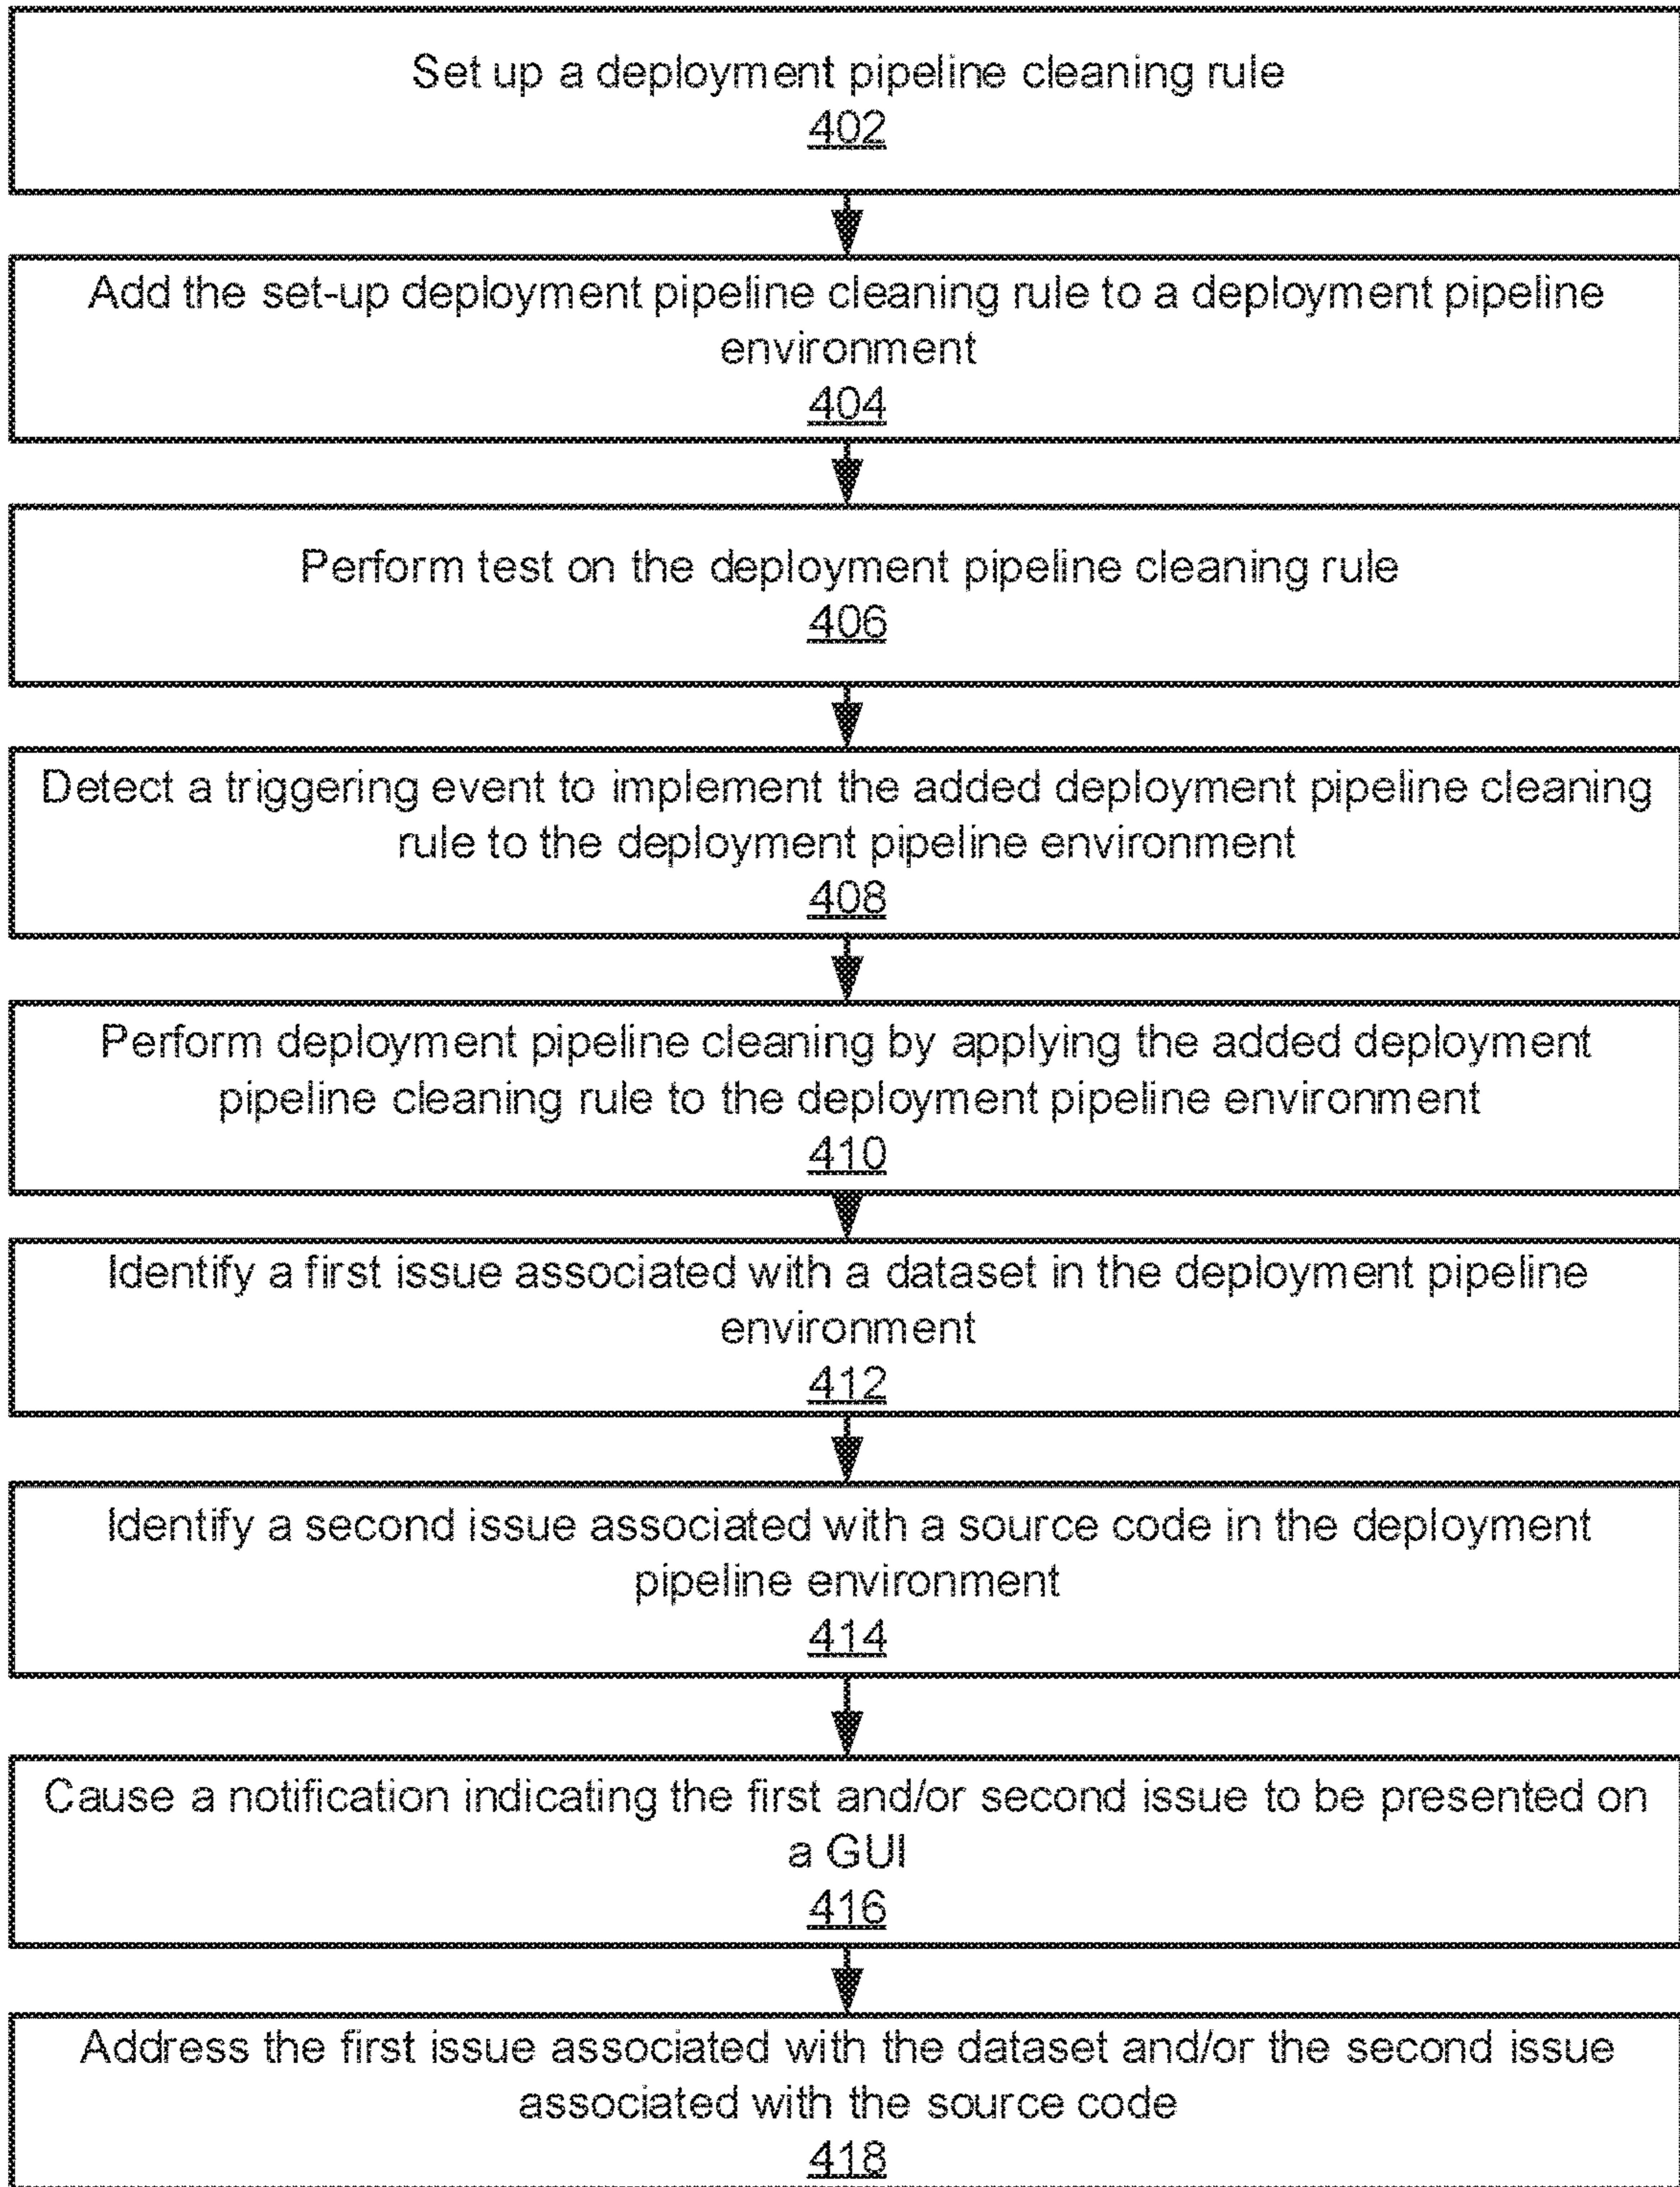 Set up a deployment pipeline cleaning rule
402
Add the set-up deployment pipeline cleaning rule to a deployment pipeline
environment
404
Perform test on the deployment pipeline cleaning rule
406
Detect a triggering event to implement the added deployment pipeline cleaning
rule to the deployment pipeline environment
408
Perform deployment pipeline cleaning by applying the added deployment
pipeline cleaning rule to the deployment pipeline environment
410
Identify a first issue associated with a dataset in the deployment pipeline
environment
412
Identify a second issue associated with a source code in the deployment
pipeline environment
414
Cause a notification indicating the first and/or second issue to be presented on
a GUI
416
Address the first issue associated with the dataset and/or the second issue
associated with the source code
418